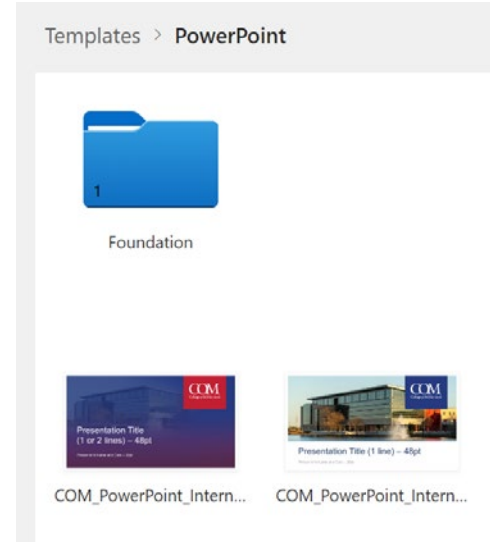 Templates > PowerPoint
1
Foundation
COM
Presentation Title
(1 or 2 lines) – 48pt
COM
Presentation Title (1 line) – 48pt
COM_PowerPoint_Intern...
COM_PowerPoint_Intern...